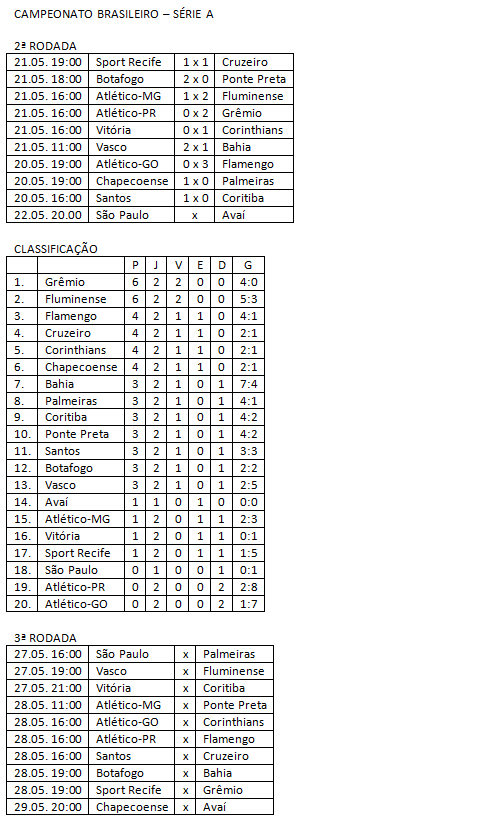 CAMPEONATO BRASILEIRO – SÉRIE A
2ª RODADA
21.05. 19:00 Sport Recife 1 x 1 Cruzeiro
21.05. 18:00 Botafogo 2 x 0 Ponte Preta
21.05. 16:00 Atlético-MG 1 x 2 Fluminense
21.05. 16:00 Atlético-PR 0 x 2 Grêmio
21.05. 16:00 Vitória 0 x 1 Corinthians
21.05. 11:00 Vasco 2 x 1 Bahia
20.05. 19:00 Atlético-GO 0 x 3 Flamengo
20.05. 19:00 Chapecoense 1 x 0 Palmeiras
20.05. 16:00 Santos 1 x 0 Coritiba
22.05. 20.00 São Paulo x Avaí
CLASSIFICAÇÃO
P J V E D G
1. Grêmio 6 2 2 0 0 4:0
2. Fluminense 6 2 2 0 0 5:3
3. Flamengo 4 2 1 1 0 4:1
4. Cruzeiro 4 2 1 1 0 2:1
5. Corinthians 4 2 1 1 0 2:1
6. Chapecoense 4 2 1 1 0 2:1
7. Bahia 3 2 1 0 1 7:4
8. Palmeiras 3 2 1 0 1 4:1
9. Coritiba 3 2 1 0 1 4:2
10. Ponte Preta 3 2 1 0 1 4:2
11. Santos 3 2 1 0 1 3:3
12. Botafogo 3 2 1 0 1 2:2
13. Vasco 3 2 1 0 1 2:5
14. Avaí 1 1 0 1 0 0:0
15. Atlético-MG 1 2 0 1 1 2:3
16. Vitória 1 2 0 1 1 0:1
17. Sport Recife 1 2 0 1 1 1:5
18. São Paulo 0 1 0 0 1 0:1
19. Atlético-PR 0 2 0 0 2 2:8
20. Atlético-GO 0 2 0 0 2 1:7
3ª RODADA
27.05. 16:00 São Paulo x Palmeiras
27.05. 19:00 Vasco x Fluminense
27.05. 21:00 Vitória x Coritiba
28.05. 11:00 Atlético-MG x Ponte Preta
28.05. 16:00 Atlético-GO x Corinthians
28.05. 16:00 Atlético-PR x Flamengo
28.05. 16:00 Santos x Cruzeiro
28.05. 19:00 Botafogo x Bahia
28.05. 19:00 Sport Recife x Grêmio
29.05. 20:00 Chapecoense x Avaí